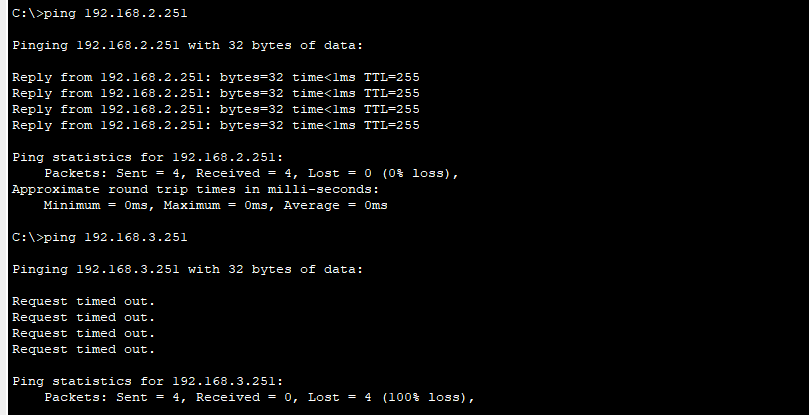 C:\>ping 192.168.2.251
Pinging 192.168.2.251 with 32 bytes of data:
Reply from 192.168.2.251: bytes=32 time<1ms TTL=255
Reply from 192.168.2.251: bytes=32 time<1ms TTL=255
Reply from 192.168.2.251: bytes=32 time<1ms TTL=255
Reply from 192.168.2.251: bytes=32 time<1ms TTL=255
Ping statistics for 192.168.2.251:
    Packets: Sent = 4, Received = 4, Lost = 0 (0% loss),
Approximate round trip times in milli-seconds:
    Minimum = 0ms, Maximum = 0ms, Average = 0ms
C:\>ping 192.168.3.251
Pinging 192.168.3.251 with 32 bytes of data:
Request timed out.
Request timed out.
Request timed out.
Request timed out.
Ping statistics for 192.168.3.251:
    Packets: Sent = 4, Received = 0, Lost = 4 (100% loss),